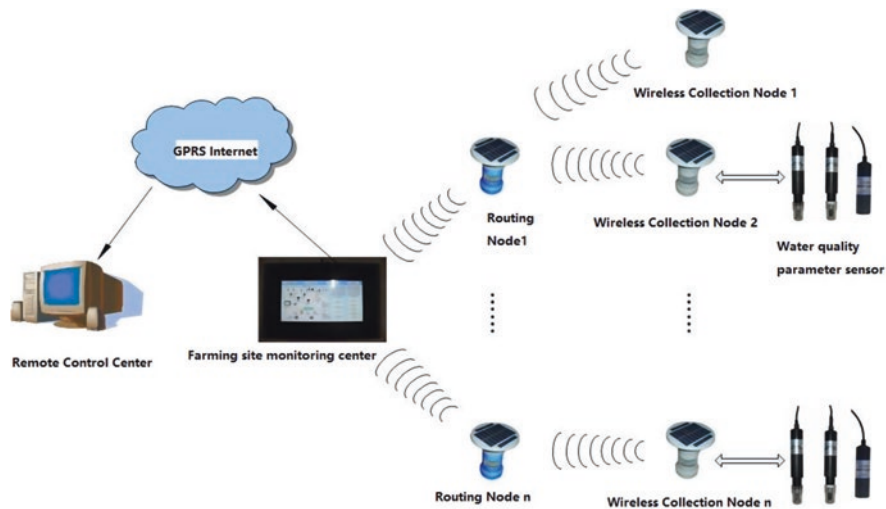 Wireless Collection Node 1
GPRS Internet
Routing
Node1
Wireless Collection Node 2
Water quality
parameter sensor
Remote Control Center
Farming site monitoring center
Routing Node n
Wireless Collection Node n